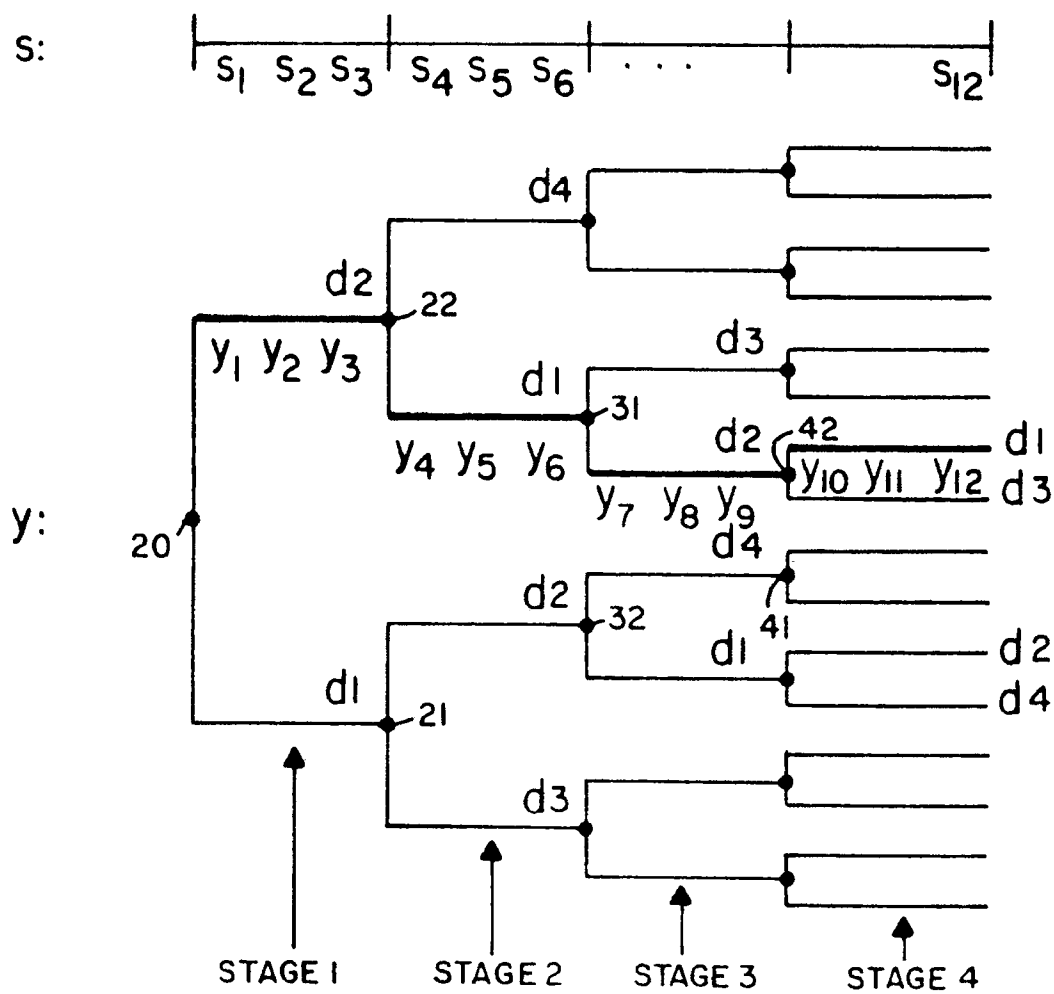 s:
s1 s2 s3 s4 s5 s6 . . . s12
d4
d2
22
y1 y2 y3
d3
d1
31
d2
42
d1
y4 y5 y6
y10 y11 y12
d3
y7 y8 y9
y:
20
d4
d2
32
41
d1
d2
d4
d1
21
d3
STAGE 1 STAGE 2 STAGE 3 STAGE 4